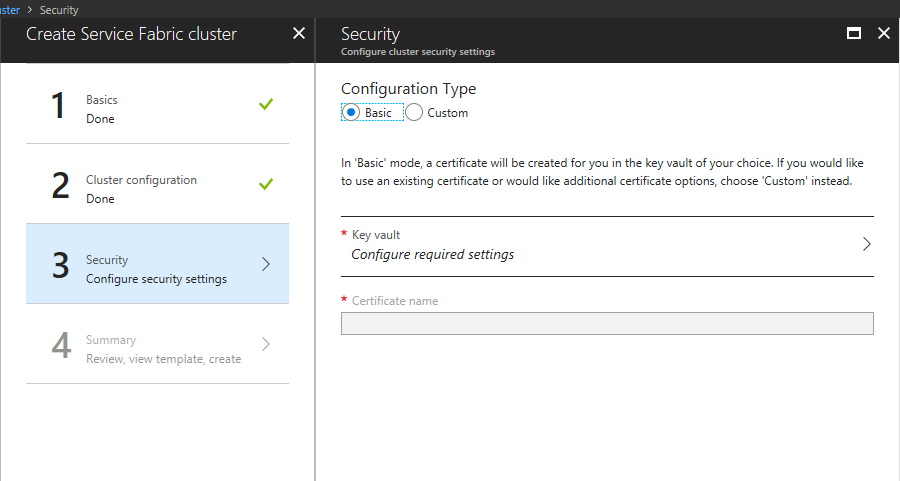 Security
Create Service Fabric cluster
1
Basics
Done
2
Cluster configuration
Done
3
Security
Configure security settings
4
Summary
Review, view template, create
Security
Configure cluster security settings
Configuration Type
Basic Custom
In 'Basic' mode, a certificate will be created for you in the key vault of your choice. If you would like
to use an existing certificate or would like additional certificate options, choose 'Custom' instead.
* Key vault
Configure required settings
* Certificate name